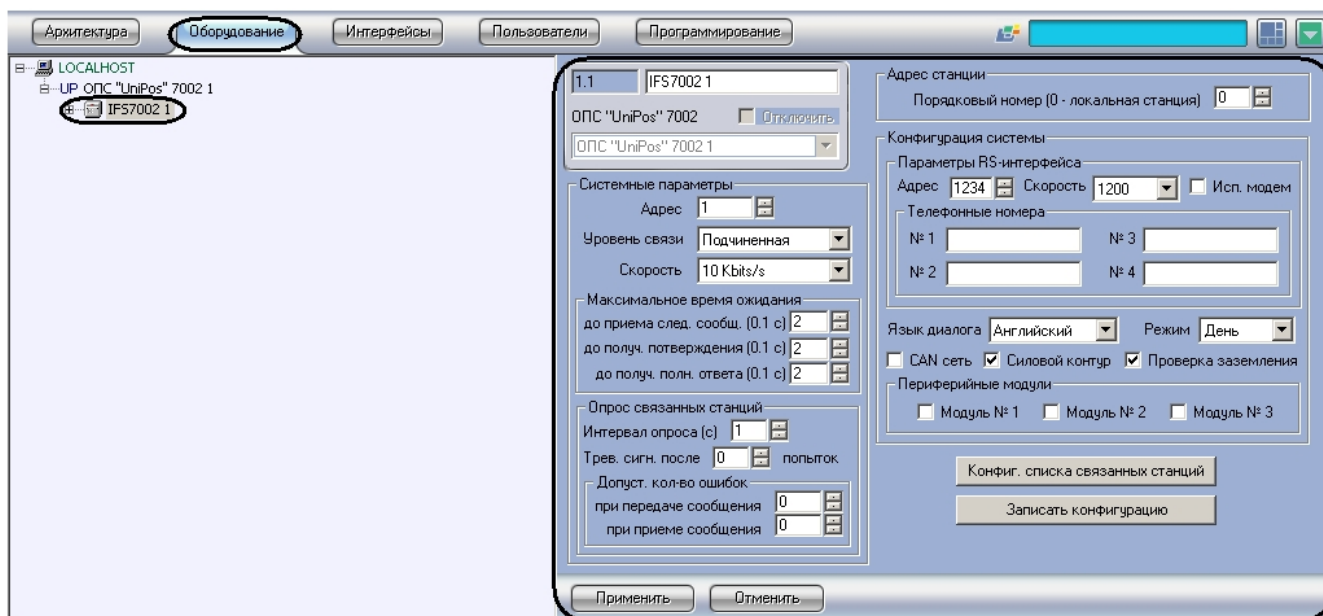 Архитектура Оборудование Интерфейсы Пользователи Программирование
LOCALHOST
UP ОПС "UniPos" 7002 1
IFS7002 1
1.1 IFS7002 1
ОПС "UniPos" 7002 Отключить
ОПС "UniPos" 7002 1
Системные параметры
Адрес 1
Уровень связи Подчиненная
Скорость 10 Kbits/s
Максимальное время ожидания
до приема след. сообщ. (0.1 с) 2
до получ. потверждения (0.1 с) 2
до получ. полн. ответа (0.1 с) 2
Опрос связанных станций
Интервал опроса (с) 1
Трев. сигн. после 0 попыток
Допуст. кол-во ошибок
при передаче сообщения 0
при приеме сообщения 0
Адрес станции
Порядковый номер (0 - локальная станция) 0
Конфигурация системы
Параметры RS-интерфейса
Адрес 1234 Скорость 1200 Исп. модем
Телефонные номера
№ 1 № 3
№ 2 № 4
Язык диалога Английский Режим День
CAN сеть Силовой контур Проверка заземления
Периферийные модули
Модуль № 1 Модуль № 2 Модуль № 3
Конфиг. списка связанных станций
Записать конфигурацию
Применить Отменить